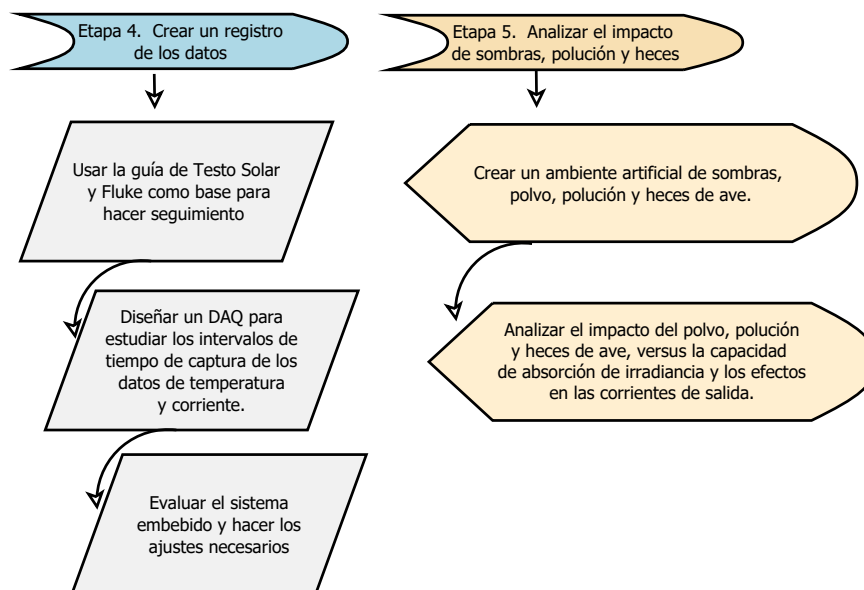 Etapa 4. Crear un registro
de los datos
Usar la guía de Testo Solar
y Fluke como base para
hacer seguimiento
Diseñar un DAQ para
estudiar los intervalos de
tiempo de captura de los
datos de temperatura
y corriente.
Evaluar el sistema
embebido y hacer los
ajustes necesarios
Etapa 5. Analizar el impacto
de sombras, polución y heces
Crear un ambiente artificial de sombras,
polvo, polución y heces de ave.
Analizar el impacto del polvo, polución
y heces de ave, versus la capacidad
de absorción de irradiancia y los efectos
en las corrientes de salida.